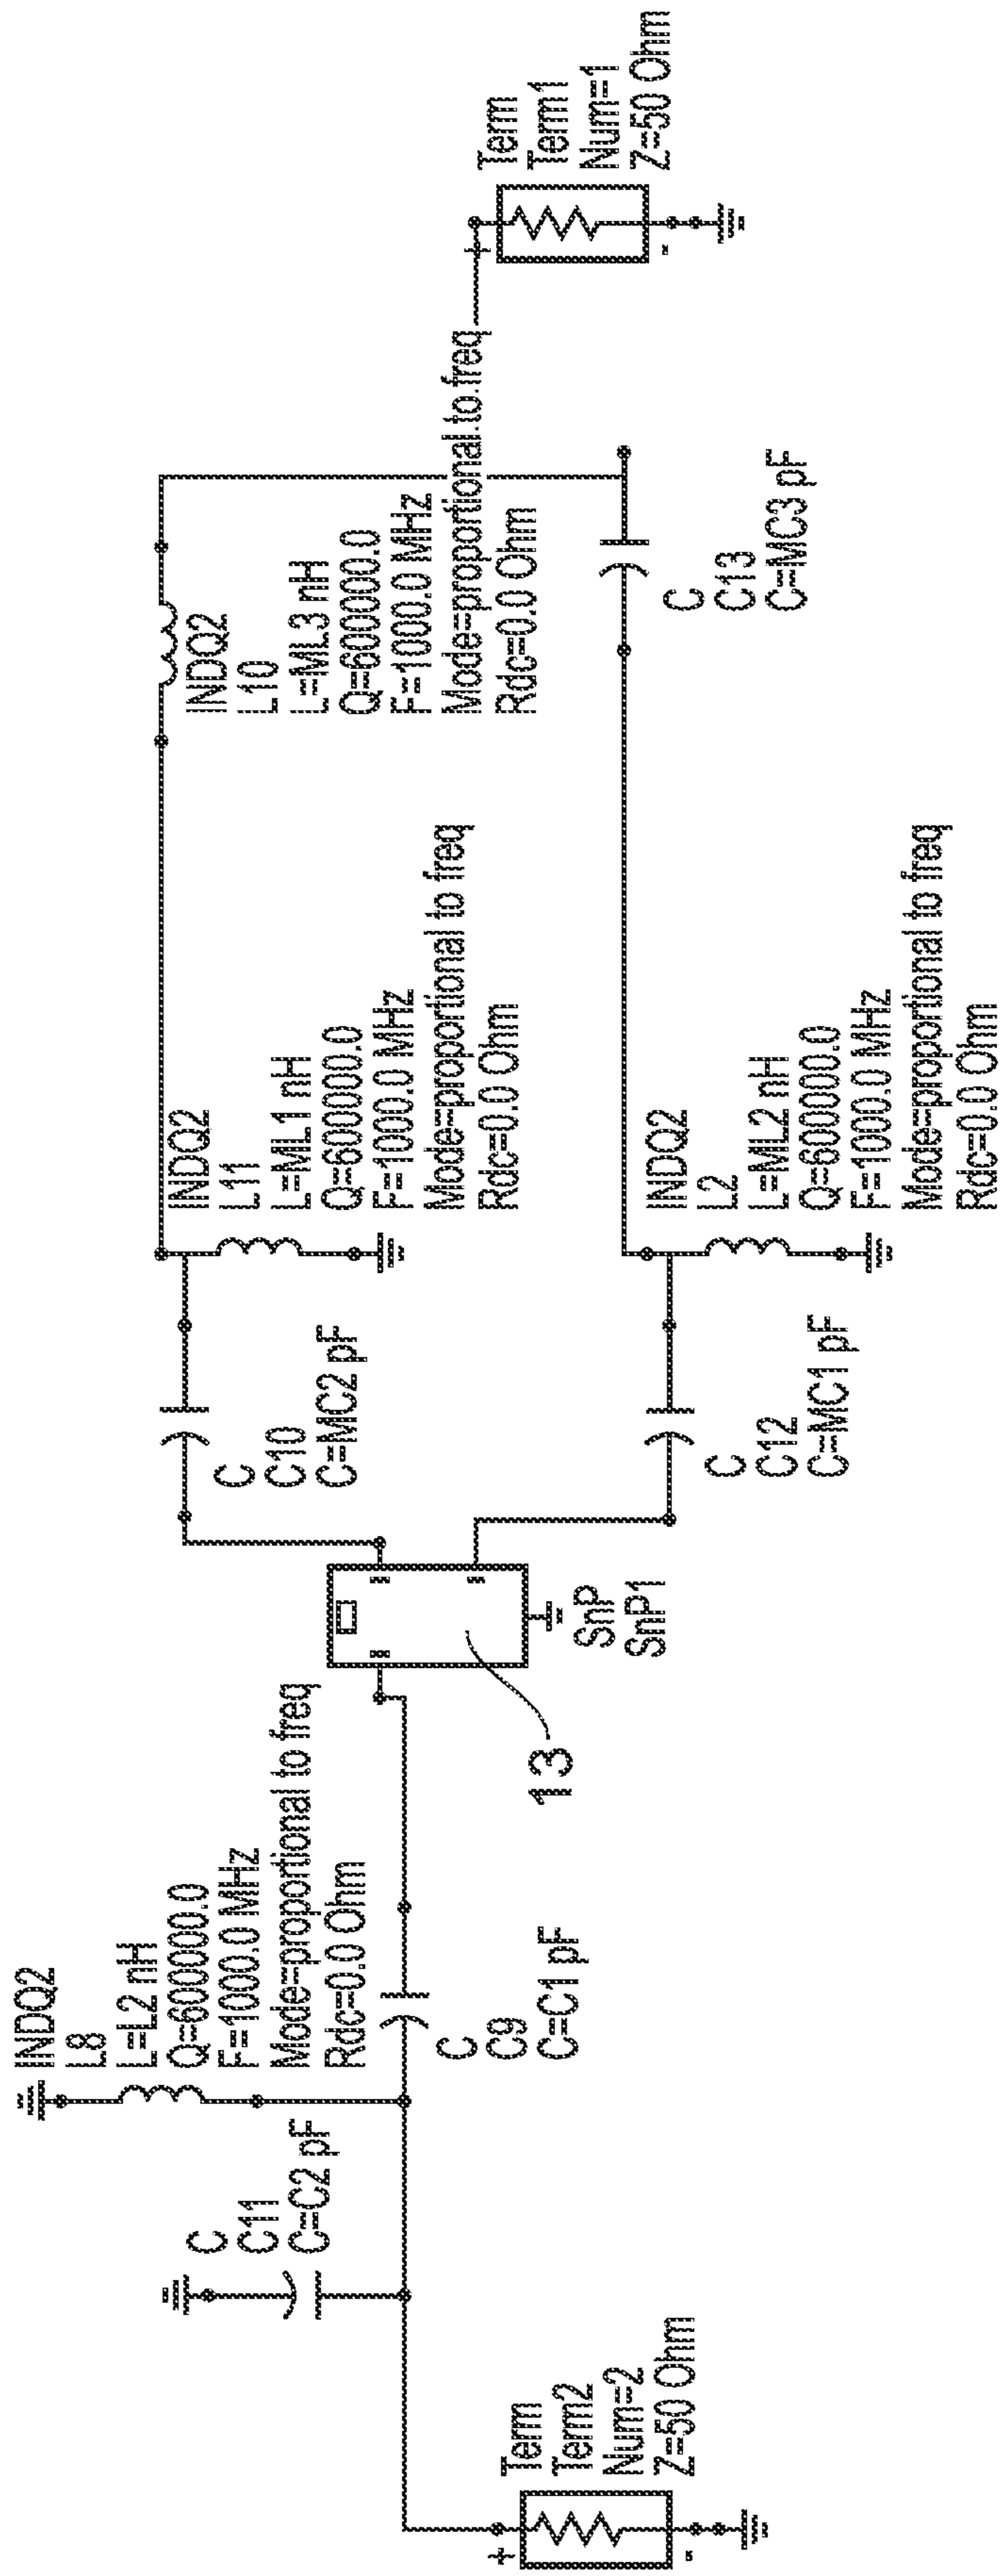 Term
Term2
Num=2
Z=50 Ohm
+
-
C
C11
C=C2 pF
INDQ2
L8
L=L2 nH
Q=600000.0
F=1000.0 MHz
Mode=proportional to freq
Rdc=0.0 Ohm
C
C9
C=C1 pF
13
SnP
SnP1
C
C10
C=MC2 pF
C
C12
C=MC1 pF
INDQ2
L11
L=ML1 nH
Q=600000.0
F=1000.0 MHz
Mode=proportional to freq
Rdc=0.0 Ohm
INDQ2
L2
L=ML2 nH
Q=600000.0
F=1000.0 MHz
Mode=proportional to freq
Rdc=0.0 Ohm
INDQ2
L10
L=ML3 nH
Q=600000.0
F=1000.0 MHz
Mode=proportional to freq
Rdc=0.0 Ohm
C
C13
C=MC3 pF
Term
Term1
Num=1
Z=50 Ohm
+
-